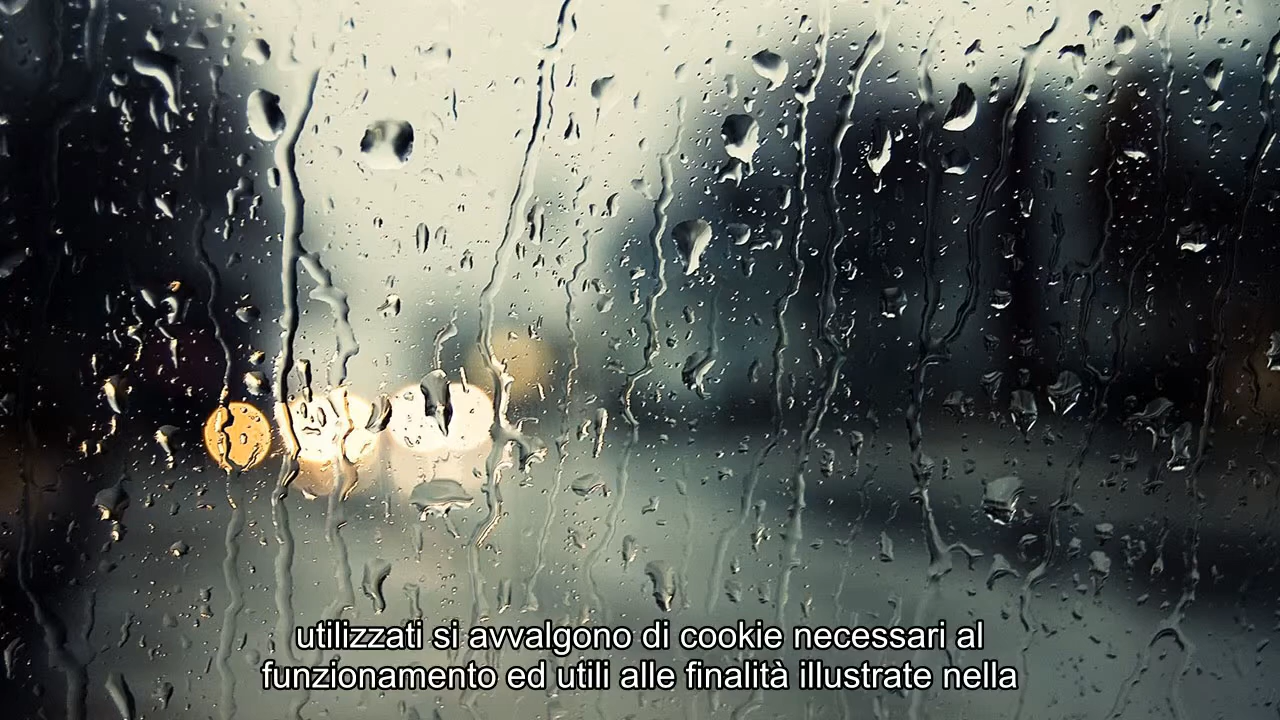 utilizzati si avvalgono di cookie necessari al
funzionamento ed utili alle finalità illustrate nella